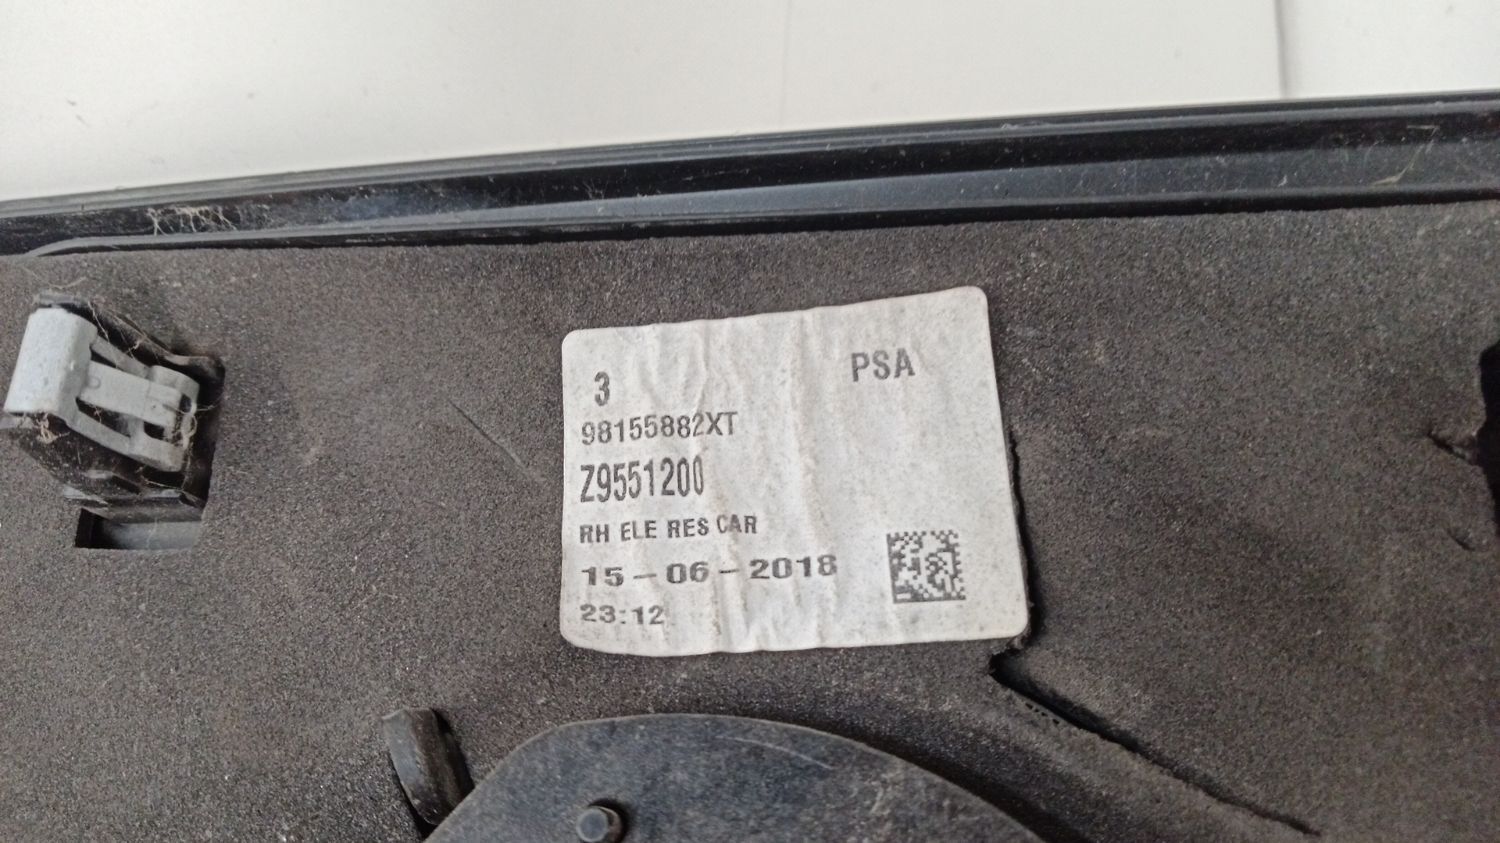 3 PSA
98155882XT
Z9551200
RH ELE RES CAR
15-06-2018
23:12